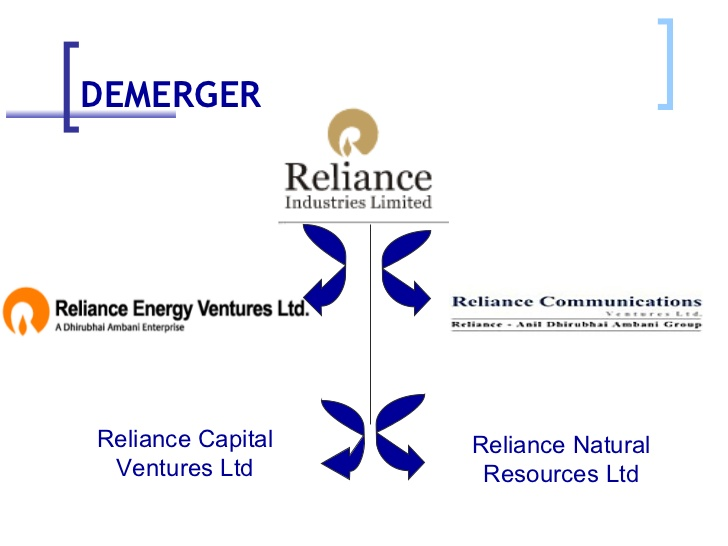 DEMERGER
Reliance
Industries Limited
Reliance Energy Ventures Ltd.
A Dhirubhai Ambani Enterprise
Reliance Communications
Ventures Ltd.
Reliance - Anil Dhirubhai Ambani Group
Reliance Capital
Ventures Ltd
Reliance Natural
Resources Ltd